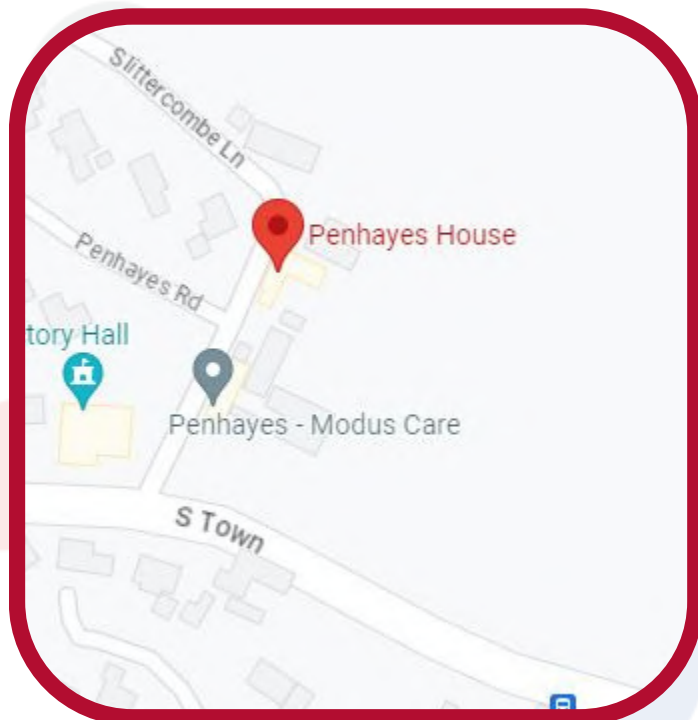 Slittercombe Ln
Penhayes House
Penhayes Rd
tory Hall
Penhayes - Modus Care
S Town